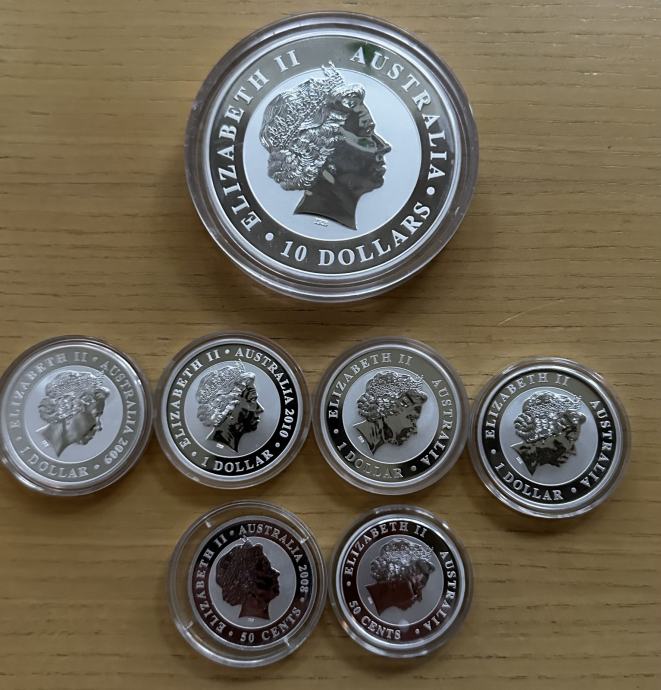 ELIZABETH II AUSTRALIA • 10 DOLLARS •
ELIZABETH II • AUSTRALIA 2009 • 1 DOLLAR •
ELIZABETH II • AUSTRALIA 2010 • 1 DOLLAR •
ELIZABETH II AUSTRALIA • 1 DOLLAR •
ELIZABETH II AUSTRALIA • 1 DOLLAR •
ELIZABETH II • AUSTRALIA 2008 • 50 CENTS •
ELIZABETH II AUSTRALIA • 50 CENTS •